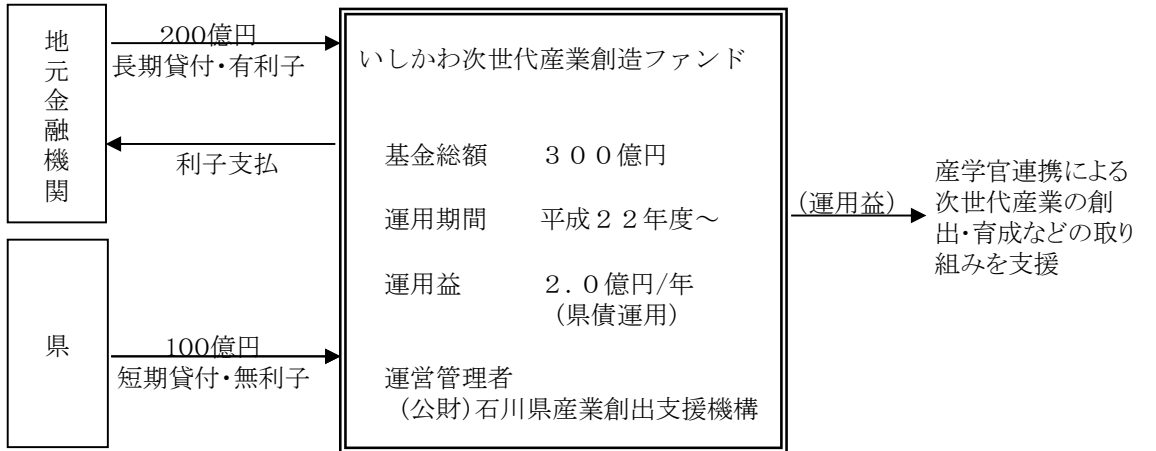 地元金融機関
200億円
長期貸付・有利子
利子支払
県
100億円
短期貸付・無利子
いしかわ次世代産業創造ファンド
基金総額　３００億円
運用期間　平成２２年度～
運用益　２．０億円/年
（県債運用）
運営管理者
（公財）石川県産業創出支援機構
（運用益）
産学官連携による
次世代産業の創
出・育成などの取り
組みを支援